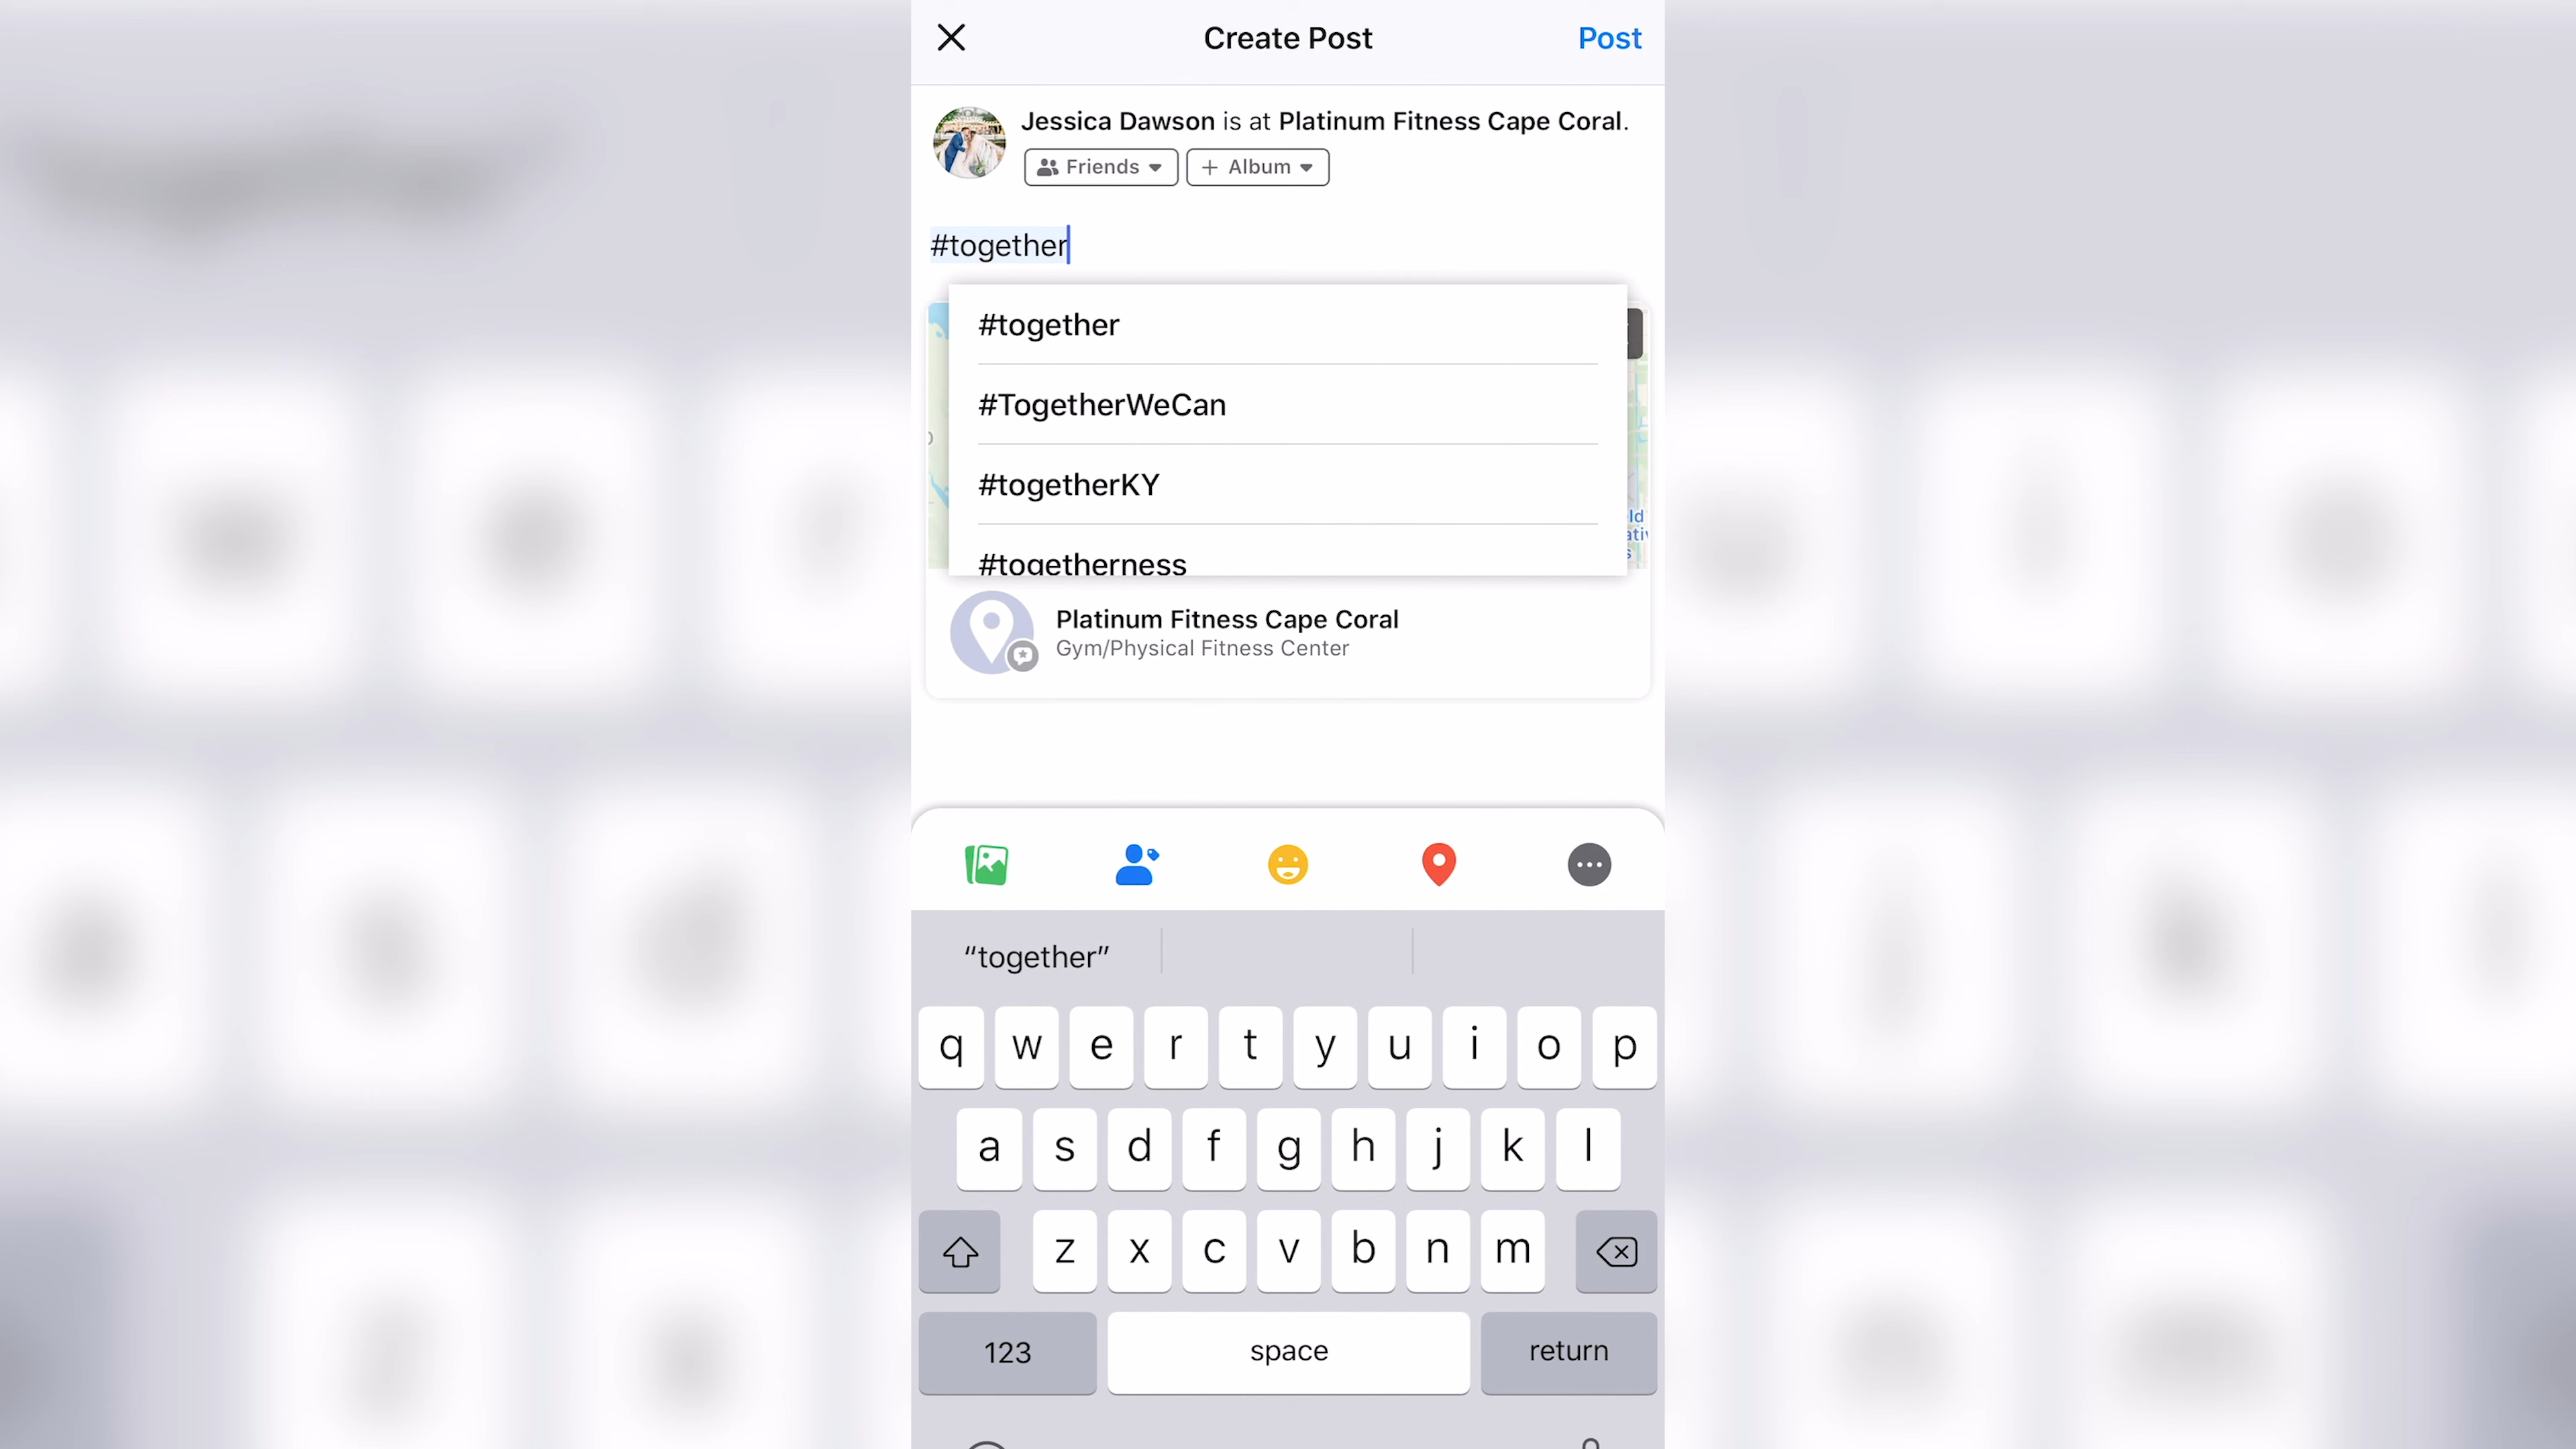 Create Post
Post
Jessica Dawson is at Platinum Fitness Cape Coral.
Friends
+ Album
#together
#together
#TogetherWeCan
#togetherKY
#togetherness
Platinum Fitness Cape Coral
Gym/Physical Fitness Center
“together”
q w e r t y u i o p
a s d f g h j k l
z x c v b n m
123 space return